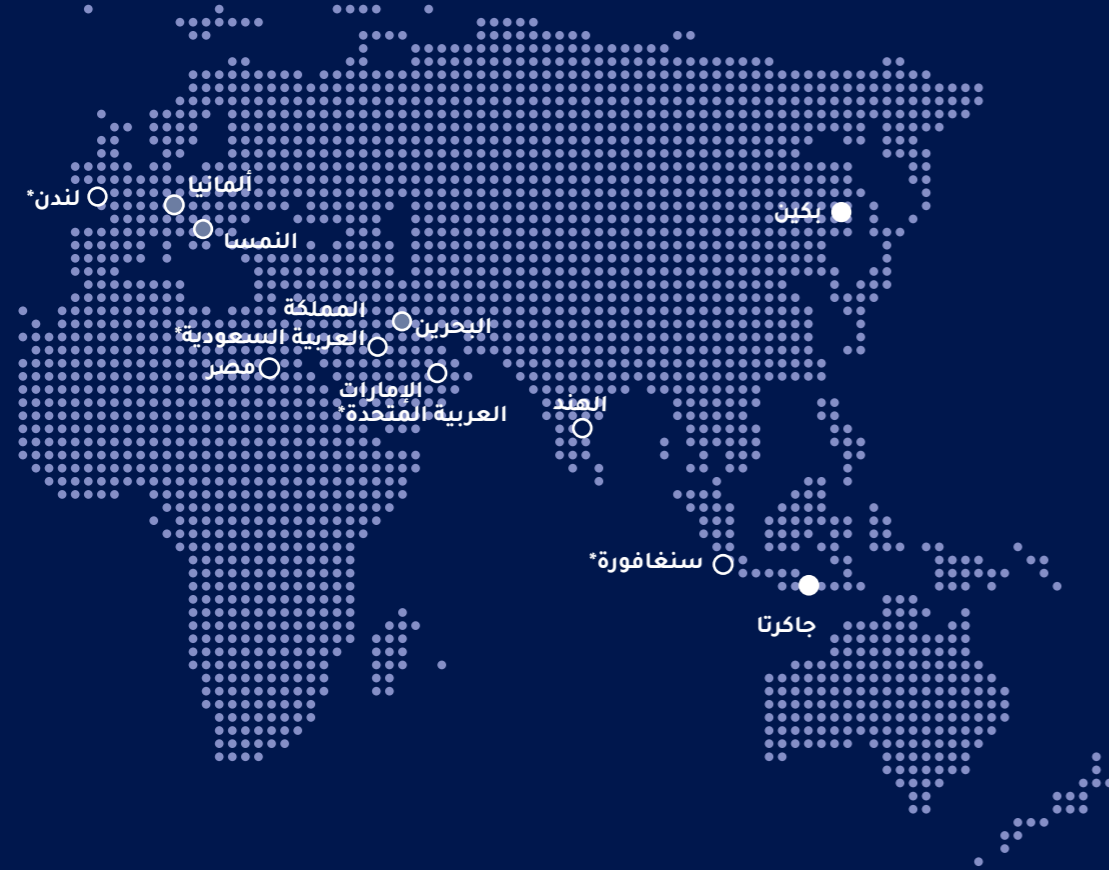 ألمانيا
لندن*
بكين
النمسا
المملكة
العربية السعودية*
البحرين
مصر
الإمارات
العربية المتحدة*
الهند
سنغافورة*
جاكرتا